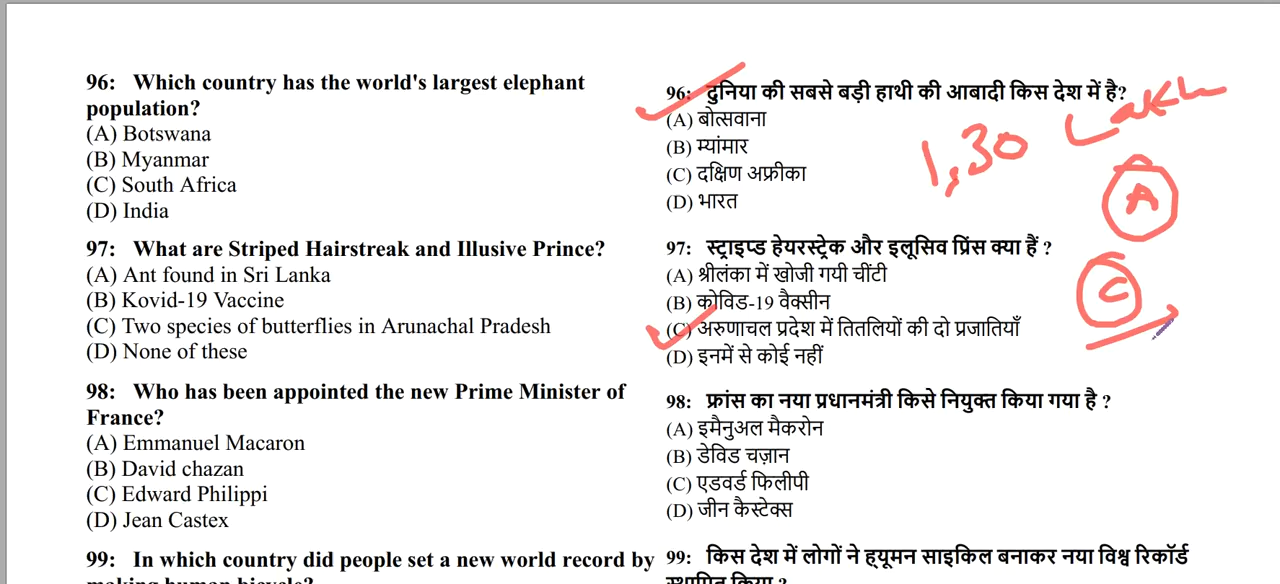 96: Which country has the world's largest elephant
population?
(A) Botswana
(B) Myanmar
(C) South Africa
(D) India
97: What are Striped Hairstreak and Illusive Prince?
(A) Ant found in Sri Lanka
(B) Kovid-19 Vaccine
(C) Two species of butterflies in Arunachal Pradesh
(D) None of these
98: Who has been appointed the new Prime Minister of
France?
(A) Emmanuel Macaron
(B) David chazan
(C) Edward Philippi
(D) Jean Castex
99: In which country did people set a new world record by
making human bicycle?
96: दुनिया की सबसे बड़ी हाथी की आबादी किस देश में है?
(A) बोत्सवाना
(B) म्यांमार
(C) दक्षिण अफ्रीका
(D) भारत
1,30 Lakh
A
97: स्ट्राइप्ड हेयरस्ट्रेक और इलूसिव प्रिंस क्या हैं ?
(A) श्रीलंका में खोजी गयी चींटी
(B) कोविड-19 वैक्सीन
(C) अरुणाचल प्रदेश में तितलियों की दो प्रजातियाँ
(D) इनमें से कोई नहीं
C
98: फ्रांस का नया प्रधानमंत्री किसे नियुक्त किया गया है ?
(A) इमैनुअल मैकरोन
(B) डेविड चज़ान
(C) एडवर्ड फिलीपी
(D) जीन कैस्टेक्स
99: किस देश में लोगों ने ह्यूमन साइकिल बनाकर नया विश्व रिकॉर्ड
स्थापित किया ?